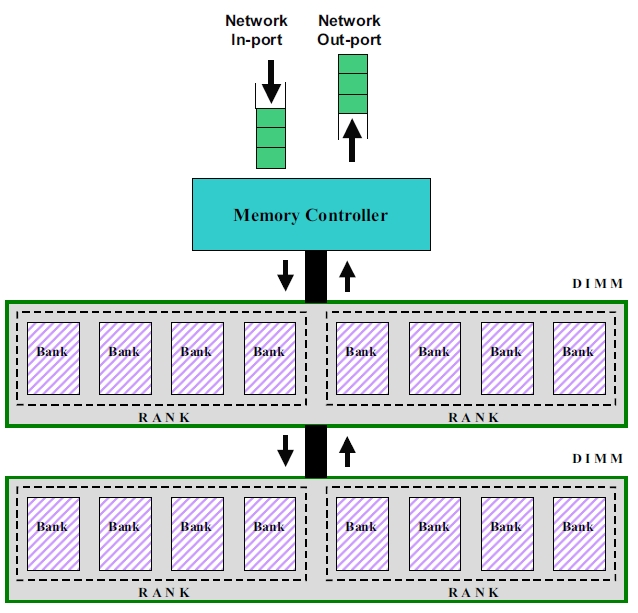 Network
In-port
Network
Out-port
Memory Controller
DIMM
Bank Bank Bank Bank Bank Bank Bank Bank
RANK RANK
DIMM
Bank Bank Bank Bank Bank Bank Bank Bank
RANK RANK